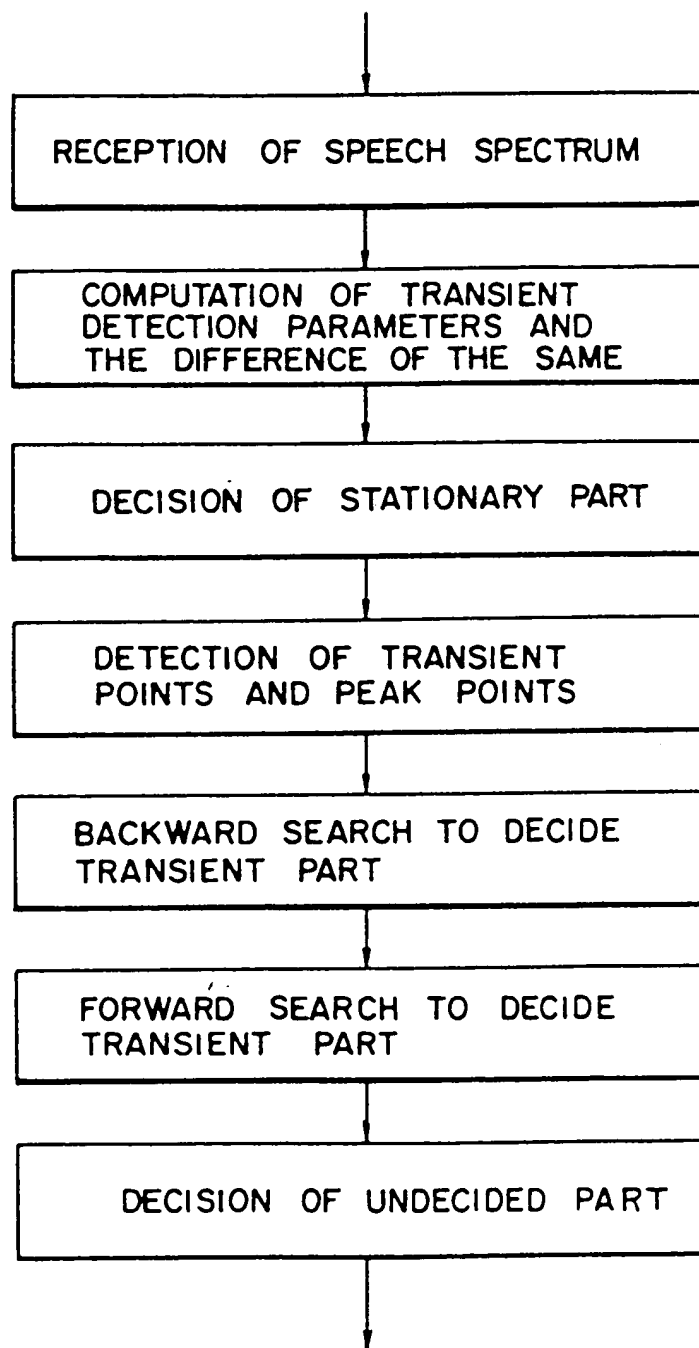 RECEPTION OF SPEECH SPECTRUM
COMPUTATION OF TRANSIENT
DETECTION PARAMETERS AND
THE DIFFERENCE OF THE SAME
DECISION OF STATIONARY PART
DETECTION OF TRANSIENT
POINTS AND PEAK POINTS
BACKWARD SEARCH TO DECIDE
TRANSIENT PART
FORWARD SEARCH TO DECIDE
TRANSIENT PART
DECISION OF UNDECIDED PART